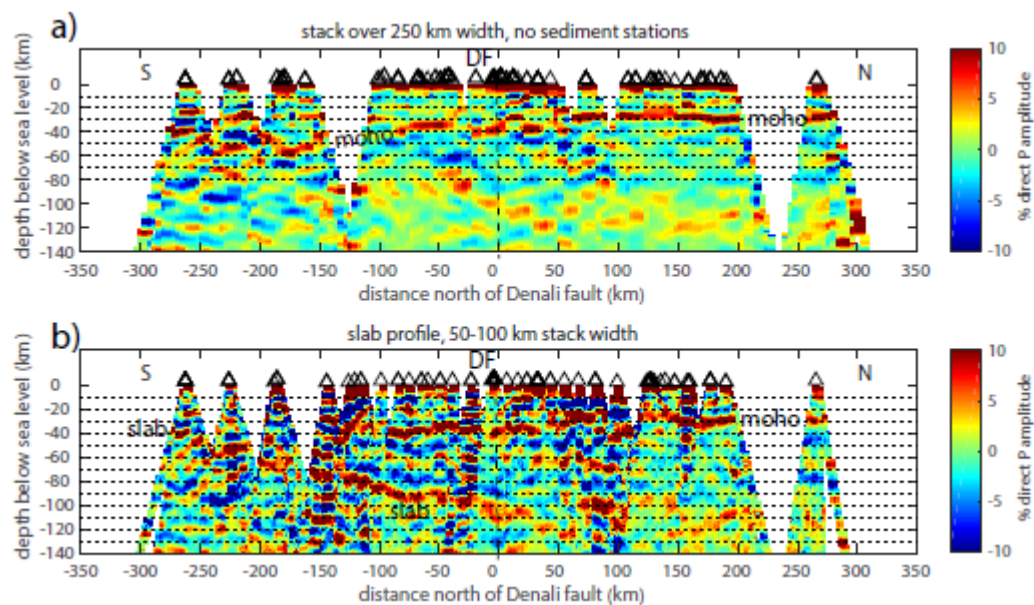 a)
stack over 250 km width, no sediment stations
S
DF
N
moho
moho
depth below sea level (km)
0
-20
-40
-60
-80
-100
-120
-140
-350
-300
-250
-200
-150
-100
-50
0
50
100
150
200
250
300
350
distance north of Denali fault (km)
10
5
0
-5
-10
% direct P amplitude
b)
slab profile, 50-100 km stack width
S
DF
N
slab
moho
slab
depth below sea level (km)
0
-20
-40
-60
-80
-100
-120
-140
-350
-300
-250
-200
-150
-100
-50
0
50
100
150
200
250
300
350
distance north of Denali fault (km)
10
5
0
-5
-10
% direct P amplitude